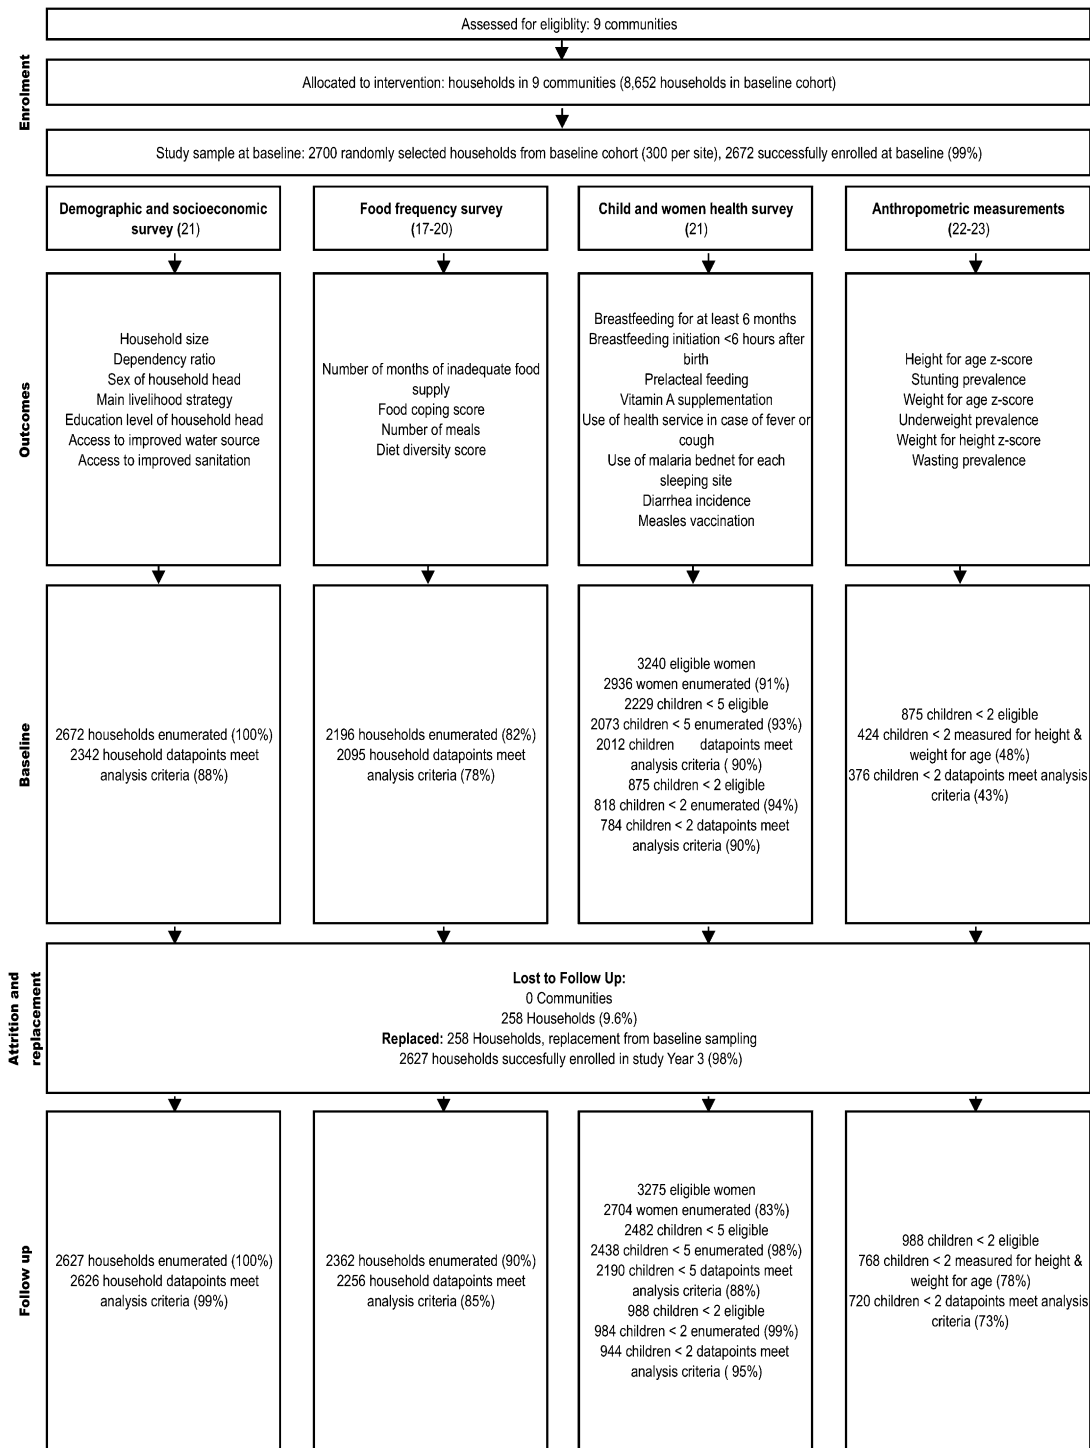 Enrolment
Assessed for eligiblity: 9 communities
Allocated to intervention: households in 9 communities (8,652 households in baseline cohort)
Study sample at baseline: 2700 randomly selected households from baseline cohort (300 per site), 2672 successfully enrolled at baseline (99%)
Demographic and socioeconomic
survey (21)
Food frequency survey
(17-20)
Child and women health survey
(21)
Anthropometric measurements
(22-23)
Outcomes
Household size
Dependency ratio
Sex of household head
Main livelihood strategy
Education level of household head
Access to improved water source
Access to improved sanitation
Number of months of inadequate food
supply
Food coping score
Number of meals
Diet diversity score
Breastfeeding for at least 6 months
Breastfeeding initiation <6 hours after
birth
Prelacteal feeding
Vitamin A supplementation
Use of health service in case of fever or
cough
Use of malaria bednet for each
sleeping site
Diarrhea incidence
Measles vaccination
Height for age z-score
Stunting prevalence
Weight for age z-score
Underweight prevalence
Weight for height z-score
Wasting prevalence
Baseline
2672 households enumerated (100%)
2342 household datapoints meet
analysis criteria (88%)
2196 households enumerated (82%)
2095 household datapoints meet
analysis criteria (78%)
3240 eligible women
2936 women enumerated (91%)
2229 children < 5 eligible
2073 children < 5 enumerated (93%)
2012 children datapoints meet
analysis criteria ( 90%)
875 children < 2 eligible
818 children < 2 enumerated (94%)
784 children < 2 datapoints meet
analysis criteria (90%)
875 children < 2 eligible
424 children < 2 measured for height &
weight for age (48%)
376 children < 2 datapoints meet analysis
criteria (43%)
Attrition and
replacement
Lost to Follow Up:
0 Communities
258 Households (9.6%)
Replaced: 258 Households, replacement from baseline sampling
2627 households succesfully enrolled in study Year 3 (98%)
Follow up
2627 households enumerated (100%)
2626 household datapoints meet
analysis criteria (99%)
2362 households enumerated (90%)
2256 household datapoints meet
analysis criteria (85%)
3275 eligible women
2704 women enumerated (83%)
2482 children < 5 eligible
2438 children < 5 enumerated (98%)
2190 children < 5 datapoints meet
analysis criteria (88%)
988 children < 2 eligible
984 children < 2 enumerated (99%)
944 children < 2 datapoints meet
analysis criteria ( 95%)
988 children < 2 eligible
768 children < 2 measured for height &
weight for age (78%)
720 children < 2 datapoints meet analysis
criteria (73%)